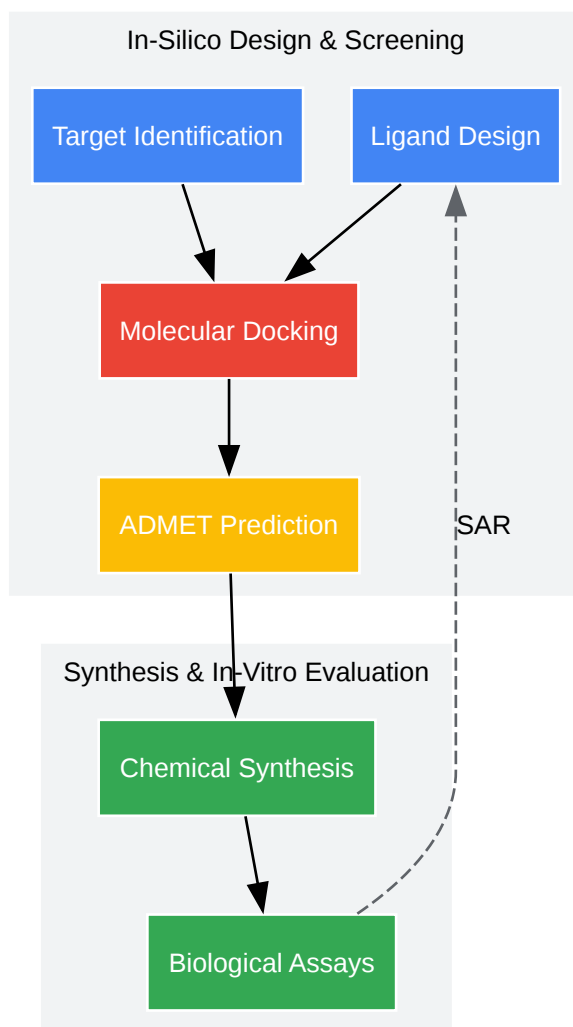 In-Silico Design & Screening
Target Identification
Ligand Design
Molecular Docking
ADMET Prediction
SAR
Synthesis & In-Vitro Evaluation
Chemical Synthesis
Biological Assays